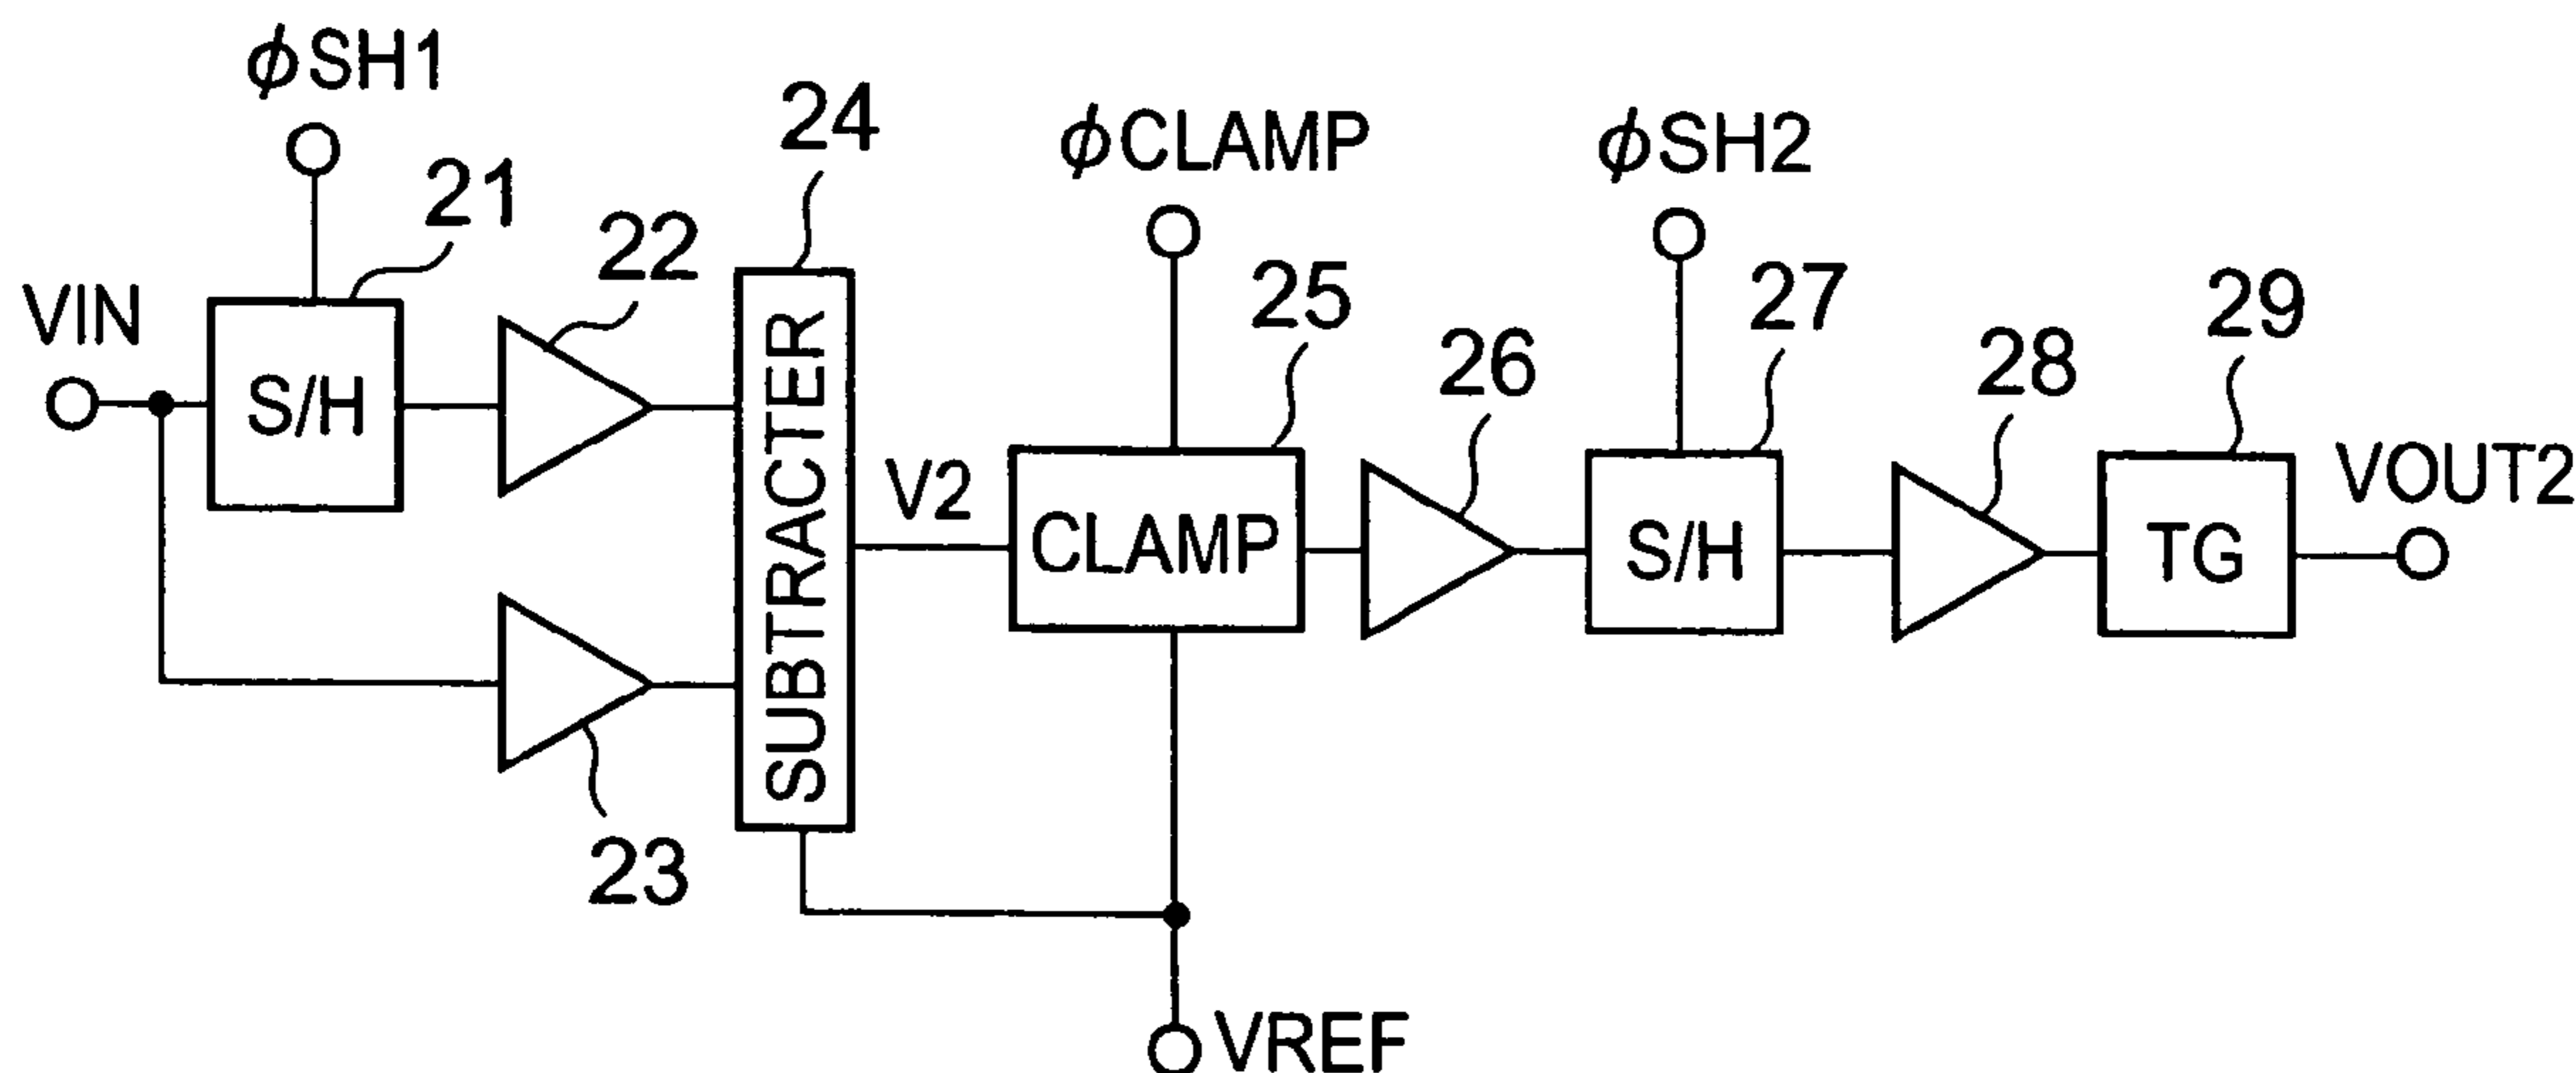 ϕSH1
21
22
24
ϕCLAMP
ϕSH2
VIN
S/H
SUBTRACTER
V2
25
CLAMP
26
27
S/H
28
29
TG
VOUT2
23
VREF